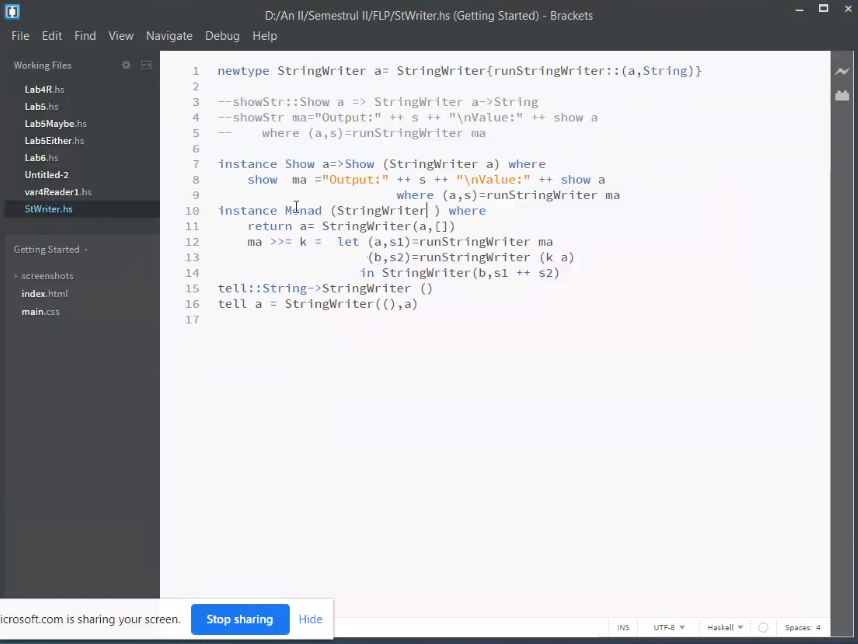 D:/An II/Semestrul II/FLP/StWriter.hs (Getting Started) - Brackets
File Edit Find View Navigate Debug Help
Working Files
Lab4R.hs
Lab5.hs
Lab5Maybe.hs
Lab5Either.hs
Lab6.hs
Untitled-2
var4Reader1.hs
StWriter.hs
Getting Started
screenshots
index.html
main.css
1 newtype StringWriter a= StringWriter{runStringWriter::(a,String)}
2
3 --showStr::Show a => StringWriter a->String
4 --showStr ma="Output:" ++ s ++ "\nValue:" ++ show a
5 --    where (a,s)=runStringWriter ma
6
7 instance Show a=>Show (StringWriter a) where
8     show  ma ="Output:" ++ s ++ "\nValue:" ++ show a
9                         where (a,s)=runStringWriter ma
10 instance Monad (StringWriter ) where
11     return a= StringWriter(a,[])
12     ma >>= k =  let (a,s1)=runStringWriter ma
13                     (b,s2)=runStringWriter (k a)
14                    in StringWriter(b,s1 ++ s2)
15 tell::String->StringWriter ()
16 tell a = StringWriter((),a)
17
icrosoft.com is sharing your screen. Stop sharing Hide
INS UTF-8 Haskell Spaces: 4